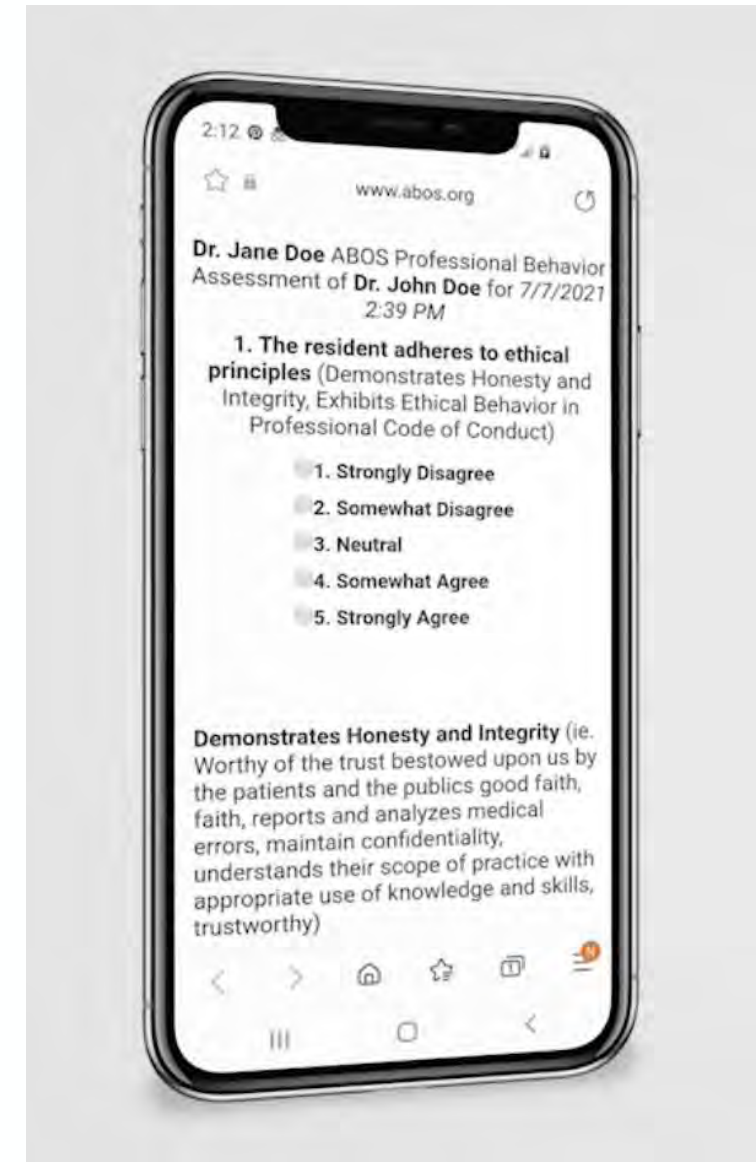 2:12
www.abos.org
Dr. Jane Doe ABOS Professional Behavior
Assessment of Dr. John Doe for 7/7/2021
2:39 PM
1. The resident adheres to ethical
principles (Demonstrates Honesty and
Integrity, Exhibits Ethical Behavior in
Professional Code of Conduct)
1. Strongly Disagree
2. Somewhat Disagree
3. Neutral
4. Somewhat Agree
5. Strongly Agree
Demonstrates Honesty and Integrity (ie.
Worthy of the trust bestowed upon us by
the patients and the publics good faith,
faith, reports and analyzes medical
errors, maintain confidentiality,
understands their scope of practice with
appropriate use of knowledge and skills,
trustworthy)
1
N